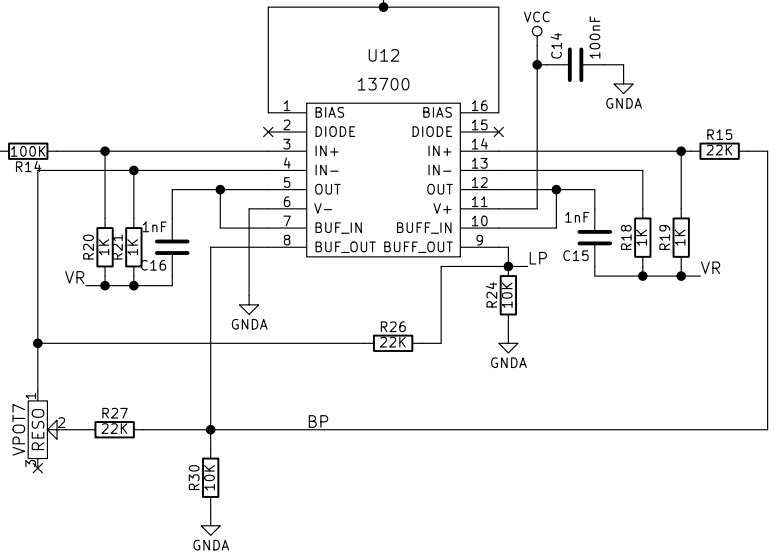 VCC
C14
100nF
GNDA
U12
13700
1 BIAS BIAS 16
2 DIODE DIODE 15
3 IN+ IN+ 14
4 IN- IN- 13
5 OUT OUT 12
6 V- V+ 11
7 BUF_IN BUFF_IN 10
8 BUF_OUT BUFF_OUT 9
100K
R14
R15
22K
R20
1K
R21
1K
1nF
C16
VR
GNDA
1nF
C15
R18
1K
R19
1K
VR
LP
R24
10K
GNDA
R26
22K
VPOT7
RESO
1
2
3
R27
22K
BP
R30
10K
GNDA